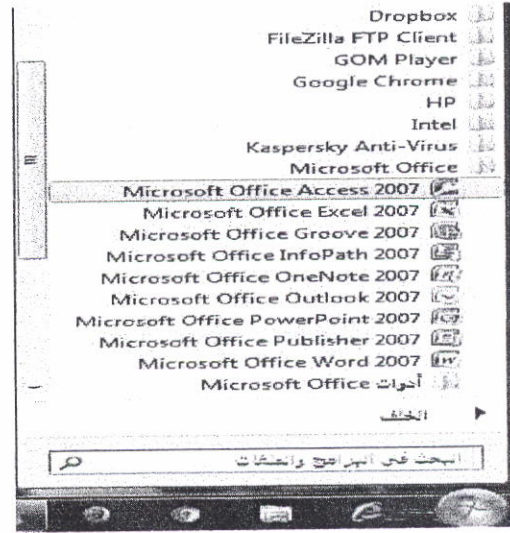 Dropbox
FileZilla FTP Client
GOM Player
Google Chrome
HP
Intel
Kaspersky Anti-Virus
Microsoft Office
Microsoft Office Access 2007
Microsoft Office Excel 2007
Microsoft Office Groove 2007
Microsoft Office InfoPath 2007
Microsoft Office OneNote 2007
Microsoft Office Outlook 2007
Microsoft Office PowerPoint 2007
Microsoft Office Publisher 2007
Microsoft Office Word 2007
أدوات Microsoft Office
الخلف
البحث في البرامج والملفات